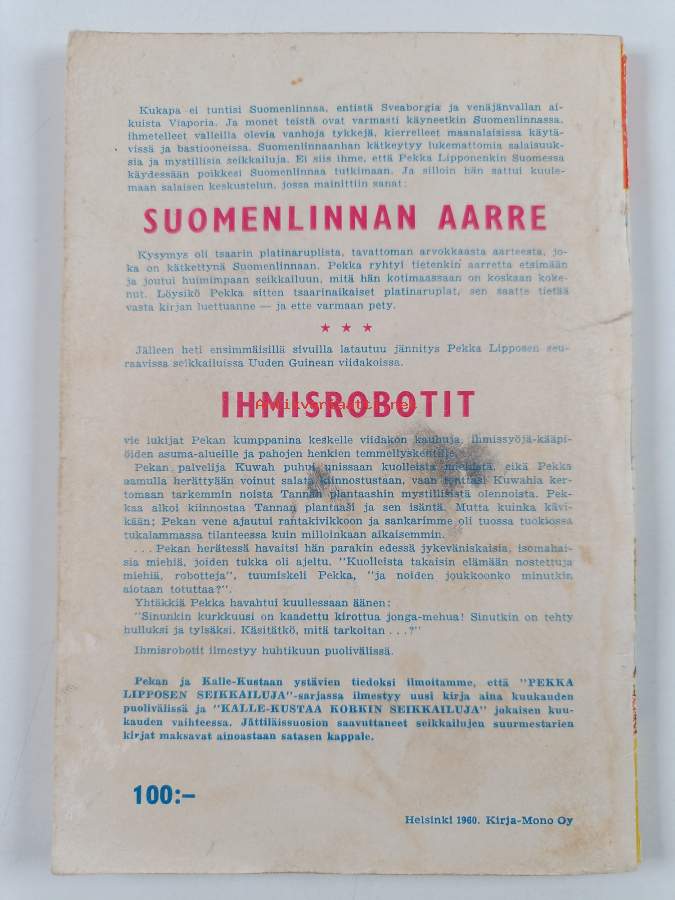 Kukapa ei tuntisi Suomenlinnaa, entistä Sveaborgia ja venäjänvallan ai-
kuista Viaporia. Ja monet teistä ovat varmasti käyneetkin Suomenlinnassa,
ihmetelleet valleilla olevia vanhoja tykkejä, kierrelleet maanalaisissa käytä-
vissä ja bastiooneissa. Suomenlinnaanhan kätkeytyy lukemattomia salaisuuk-
sia ja mystillisiä seikkailuja. Ei siis ihme, että Pekka Lipponenkin Suomessa
käydessään poikkesi Suomenlinnaa tutkimaan. Ja silloin hän sattui kuule-
maan salaisen keskustelun, jossa mainittiin sanat:
SUOMENLINNAN AARRE
Kysymys oli tsaarin platinaruplista, tavattoman arvokkaasta aarteesta, jo-
ka on kätkettynä Suomenlinnaan. Pekka ryhtyi tietenkin aarretta etsimään
ja joutui huimimpaan seikkailuun, mitä hän kotimaassaan on koskaan koke-
nut. Löysikö Pekka sitten tsaarinaikaiset platinaruplat, sen saatte tietää
vasta kirjan luettuanne — ja ette varmaan pety.
★ ★ ★
Jälleen heti ensimmäisillä sivuilla latautuu jännitys Pekka Lipposen seu-
raavissa seikkailuissa Uuden Guinean viidakoissa.
IHMISROBOTIT
vie lukijat Pekan kumppanina keskelle viidakon kauhuja, ihmissyöjä-kääpi-
öiden asuma-alueille ja pahojen henkien temmellyskentille.
Pekan palvelija Kuwah puhui unissaan kuolleista miehistä, eikä Pekka
aamulla herättyään voinut salata kiinnostustaan, vaan tenttasi Kuwahia ker-
tomaan tarkemmin noista Tannan plantaashin mystillisistä olennoista. Pek-
kaa alkoi kiinnostaa Tannan plantaasi ja sen isäntä. Mutta kuinka kävi-
kään; Pekan vene ajautui rantakivikkoon ja sankarimme oli tuossa tuokiossa
tukalammassa tilanteessa kuin milloinkaan aikaisemmin.
. . . Pekan herätessä havaitsi hän parakin edessä jykeväniskaisia, isomahai-
sia miehiä, joiden tukka oli ajeltu. "Kuolleista takaisin elämään nostettuja
miehiä, robotteja", tuumiskeli Pekka, "ja noiden joukkoonko minutkin
aiotaan totuttaa?".
Yhtäkkiä Pekka havahtui kuullessaan äänen:
"Sinunkin kurkkuusi on kaadettu kirottua jonga-mehua! Sinutkin on tehty
hulluksi ja tylsäksi. Käsitätkö, mitä tarkoitan . . .?"
Ihmisrobotit ilmestyy huhtikuun puolivälissä.
Pekan ja Kalle-Kustaan ystävien tiedoksi ilmoitamme, että "PEKKA
LIPPOSEN SEIKKAILUJA"-sarjassa ilmestyy uusi kirja aina kuukauden
puolivälissä ja "KALLE-KUSTAA KORKIN SEIKKAILUJA" jokaisen kuu-
kauden vaihteessa. Jättiläissuosion saavuttaneet seikkailujen suurmestarien
kirjat maksavat ainoastaan satasen kappale.
100:–
Helsinki 1960. Kirja-Mono Oy